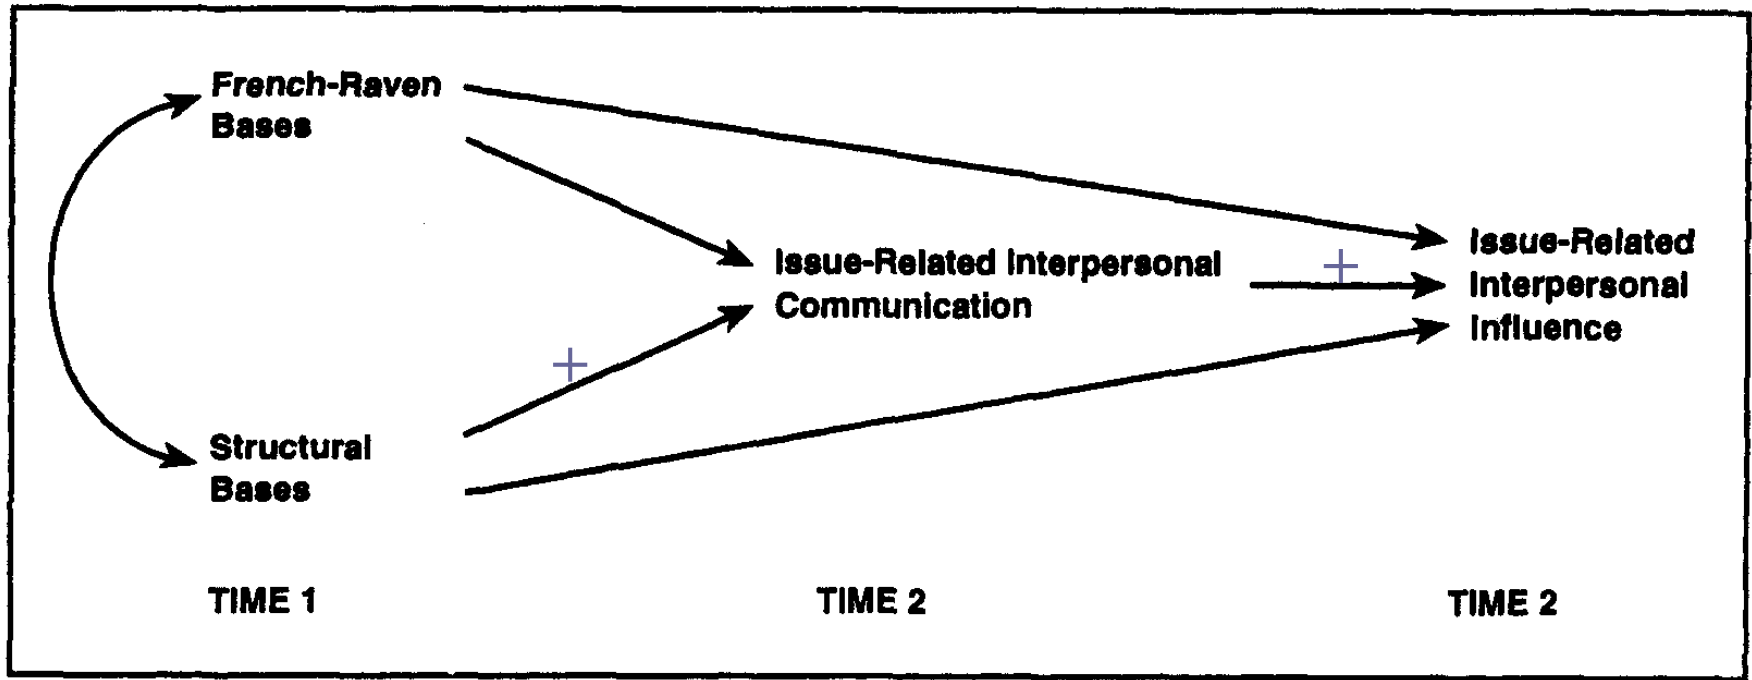 French-Raven
Bases
Issue-Related Interpersonal
Communication
+
Issue-Related
Interpersonal
Influence
+
Structural
Bases
TIME 1
TIME 2
TIME 2